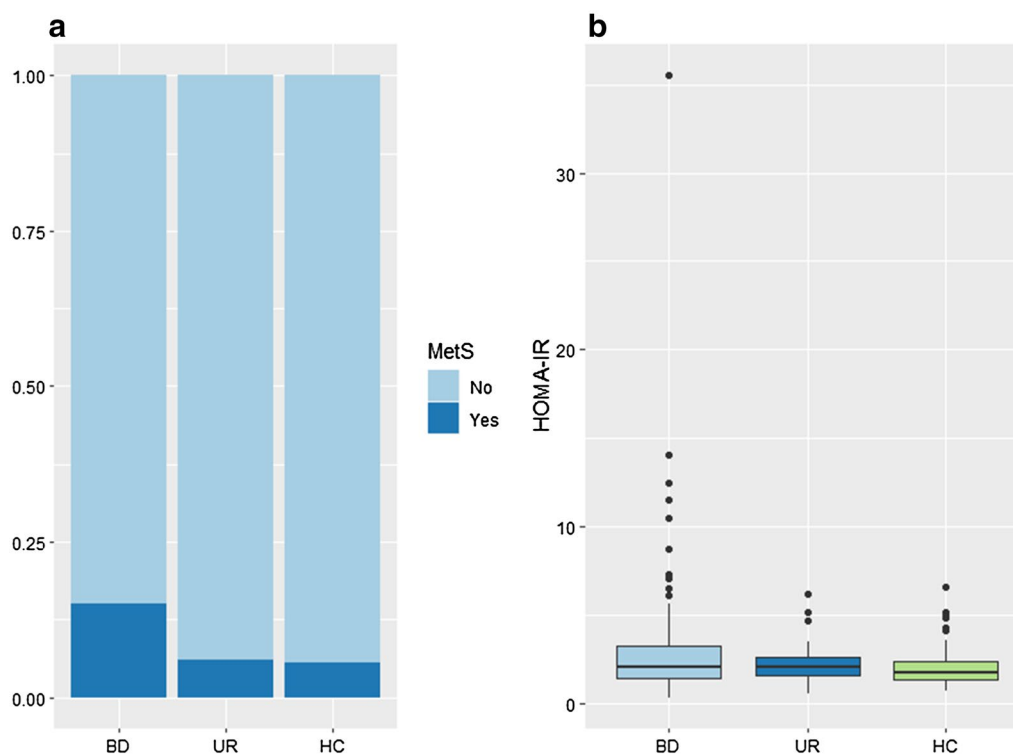 a
1.00
0.75
0.50
0.25
0.00
BD UR HC
MetS
No
Yes
b
HOMA-IR
30
20
10
0
BD UR HC